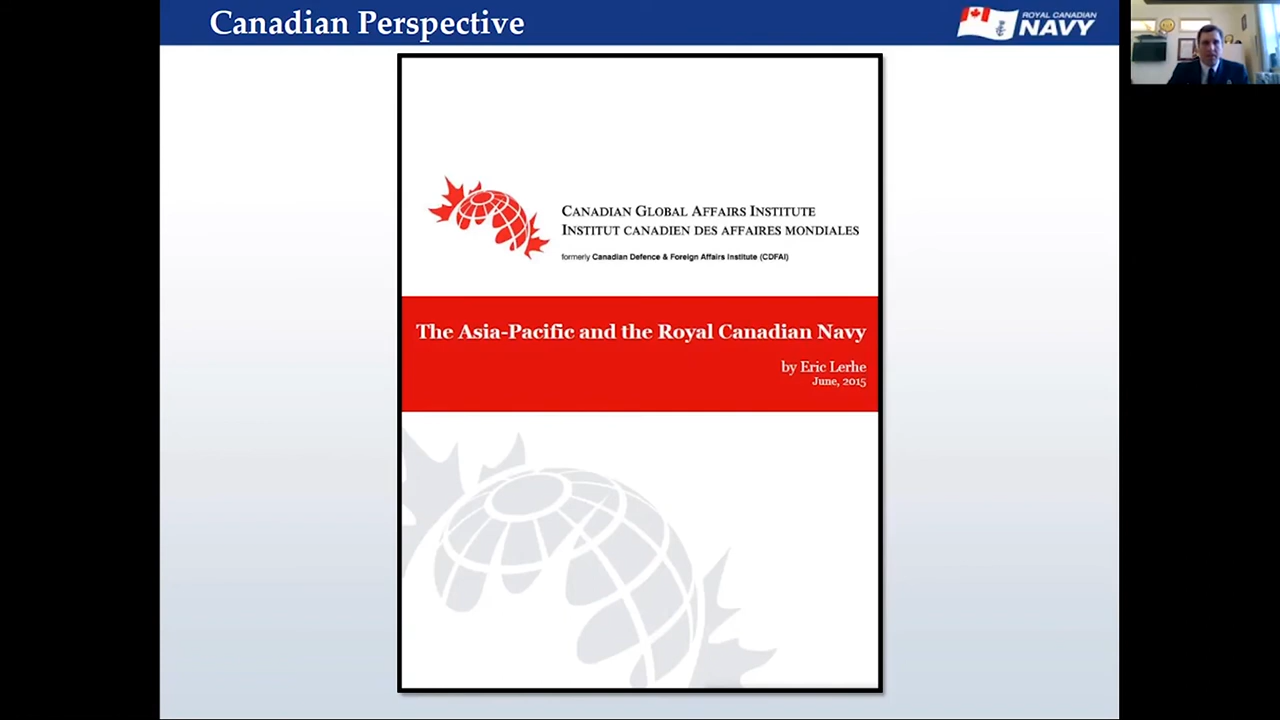 Canadian Perspective
ROYAL CANADIAN
NAVY
CANADIAN GLOBAL AFFAIRS INSTITUTE
INSTITUT CANADIEN DES AFFAIRES MONDIALES
formerly Canadian Defence & Foreign Affairs Institute (CDFAI)
The Asia-Pacific and the Royal Canadian Navy
by Eric Lerhe
June, 2015